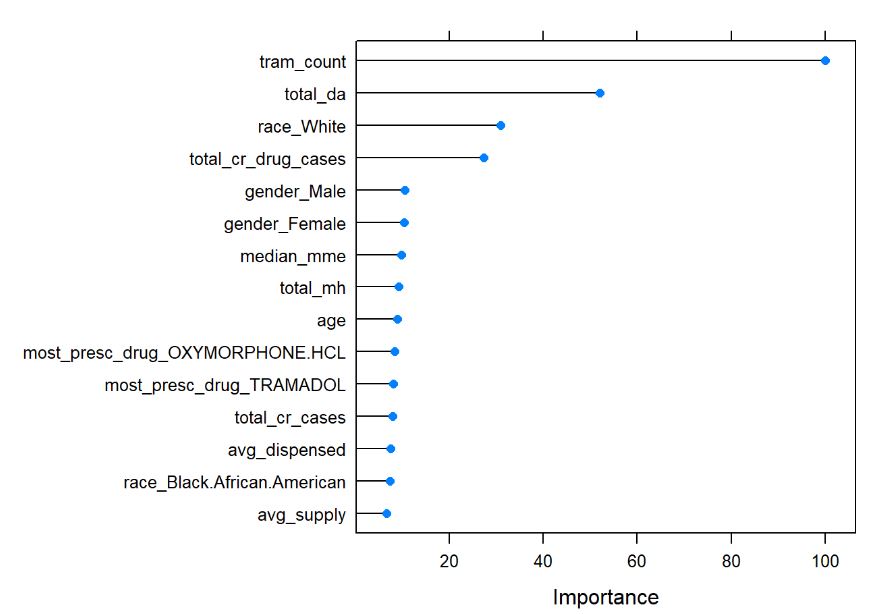 tram_count
total_da
race_White
total_cr_drug_cases
gender_Male
gender_Female
median_mme
total_mh
age
most_presc_drug_OXYMORPHONE.HCL
most_presc_drug_TRAMADOL
total_cr_cases
avg_dispensed
race_Black.African.American
avg_supply
20 40 60 80 100
Importance